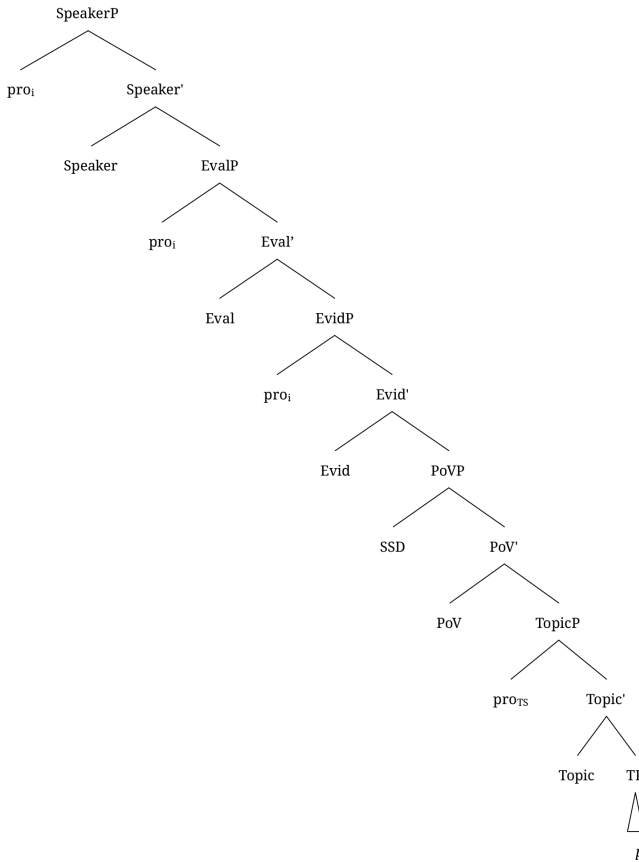 SpeakerP
proᵢ Speaker'
Speaker EvalP
proᵢ Eval’
Eval EvidP
proᵢ Evid'
Evid PoVP
SSD PoV'
PoV TopicP
pro_TS Topic'
Topic